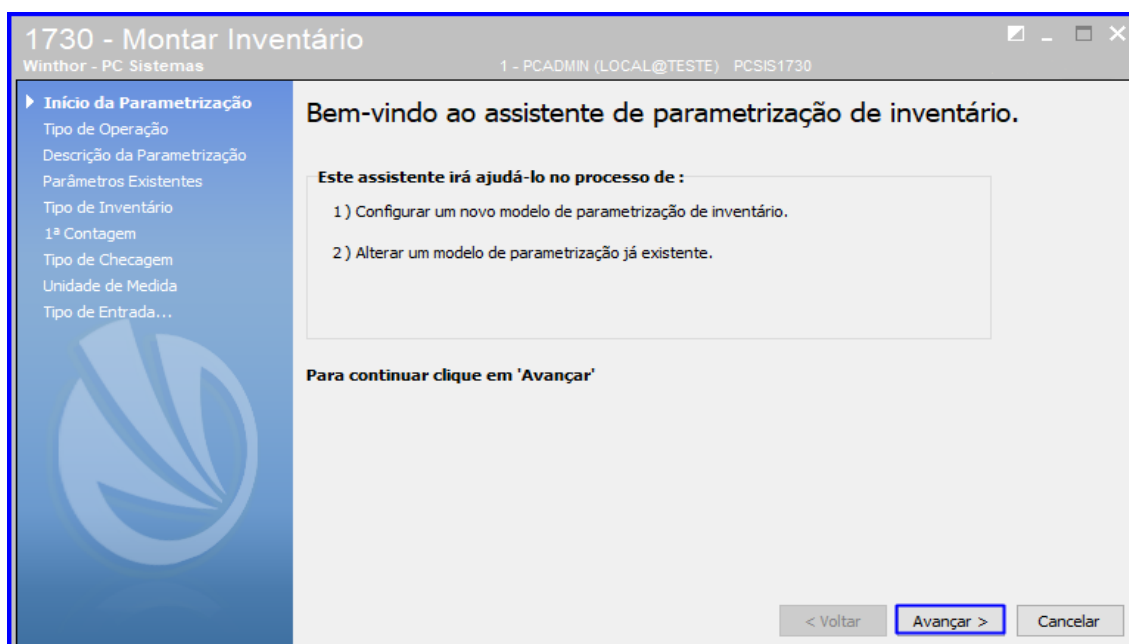 1730 - Montar Inventário
Winthor - PC Sistemas
1 - PCADMIN (LOCAL@TESTE) PCSIS1730
Início da Parametrização
Tipo de Operação
Descrição da Parametrização
Parâmetros Existentes
Tipo de Inventário
1ª Contagem
Tipo de Checagem
Unidade de Medida
Tipo de Entrada...
Bem-vindo ao assistente de parametrização de inventário.
Este assistente irá ajudá-lo no processo de :
1 ) Configurar um novo modelo de parametrização de inventário.
2 ) Alterar um modelo de parametrização já existente.
Para continuar clique em 'Avançar'
< Voltar
Avançar >
Cancelar